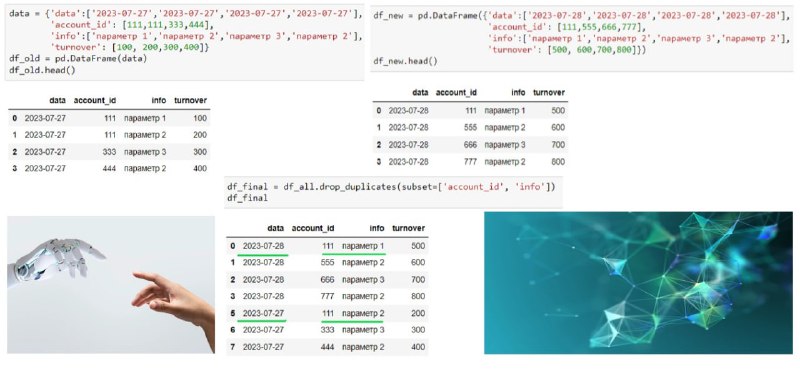 data = {'data':['2023-07-27','2023-07-27','2023-07-27','2023-07-27'],
'account_id': [111,111,333,444],
'info':['параметр 1','параметр 2','параметр 3','параметр 2'],
'turnover': [100, 200,300,400]}
df_old = pd.DataFrame(data)
df_old.head()
data account_id info turnover
0 2023-07-27 111 параметр 1 100
1 2023-07-27 111 параметр 2 200
2 2023-07-27 333 параметр 3 300
3 2023-07-27 444 параметр 2 400
df_new = pd.DataFrame({'data':['2023-07-28','2023-07-28','2023-07-28','2023-07-28'],
'account_id': [111,555,666,777],
'info':['параметр 1','параметр 2','параметр 3','параметр 2'],
'turnover': [500, 600,700,800]})
df_new.head()
data account_id info turnover
0 2023-07-28 111 параметр 1 500
1 2023-07-28 555 параметр 2 600
2 2023-07-28 666 параметр 3 700
3 2023-07-28 777 параметр 2 800
df_final = df_all.drop_duplicates(subset=['account_id', 'info'])
df_final
data account_id info turnover
0 2023-07-28 111 параметр 1 500
1 2023-07-28 555 параметр 2 600
2 2023-07-28 666 параметр 3 700
3 2023-07-28 777 параметр 2 800
5 2023-07-27 111 параметр 2 200
6 2023-07-27 333 параметр 3 300
7 2023-07-27 444 параметр 2 400